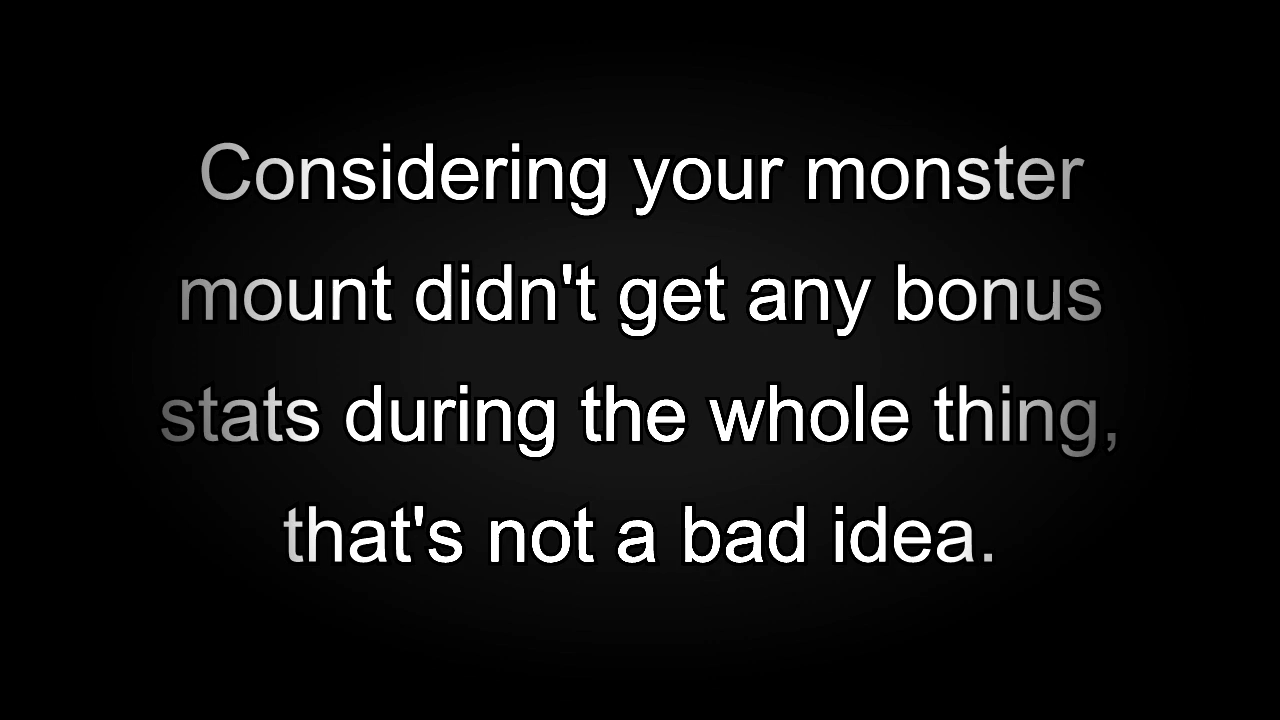 Considering your monster
mount didn't get any bonus
stats during the whole thing,
that's not a bad idea.